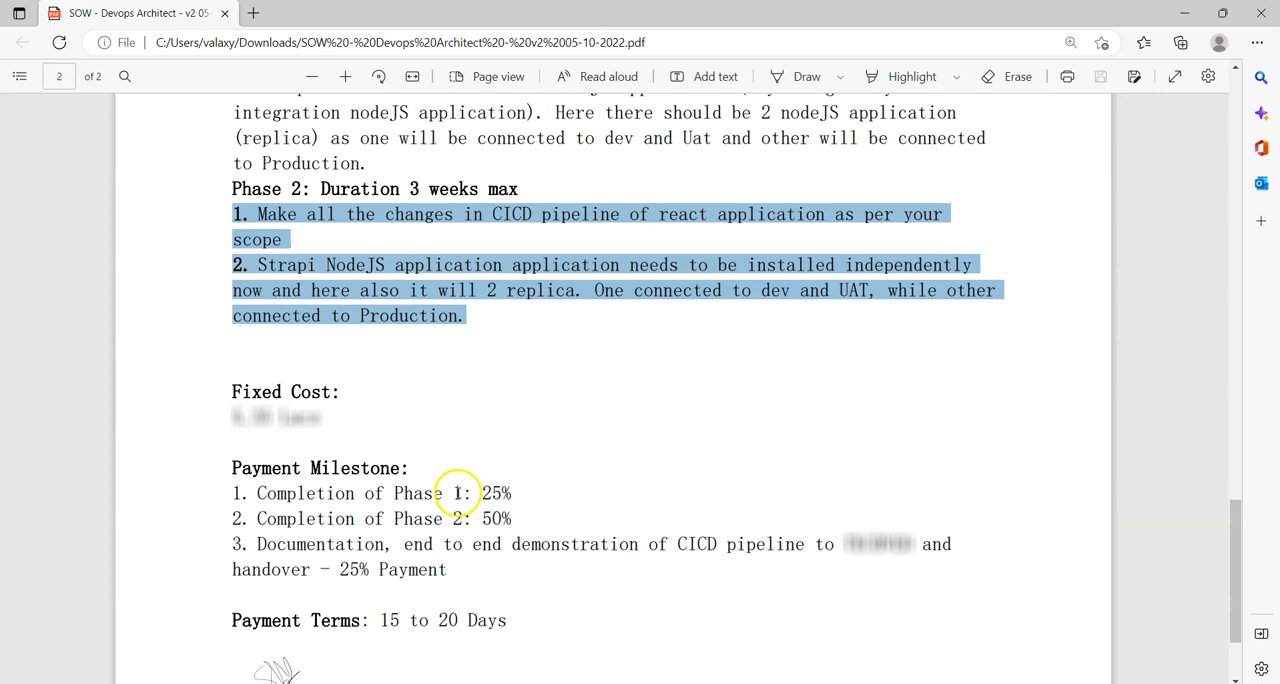 SOW - Devops Architect - v2 05-
File
C:/Users/valaxy/Downloads/SOW%20-%20Devops%20Architect%20-%20v2%2005-10-2022.pdf
2 of 2
Page view
Read aloud
Add text
Draw
Highlight
Erase
integration nodeJS application). Here there should be 2 nodeJS application
(replica) as one will be connected to dev and Uat and other will be connected
to Production.
Phase 2: Duration 3 weeks max
1. Make all the changes in CICD pipeline of react application as per your
scope
2. Strapi NodeJS application application needs to be installed independently
now and here also it will 2 replica. One connected to dev and UAT, while other
connected to Production.
Fixed Cost:
Payment Milestone:
1. Completion of Phase 1: 25%
2. Completion of Phase 2: 50%
3. Documentation, end to end demonstration of CICD pipeline to and
handover - 25% Payment
Payment Terms: 15 to 20 Days